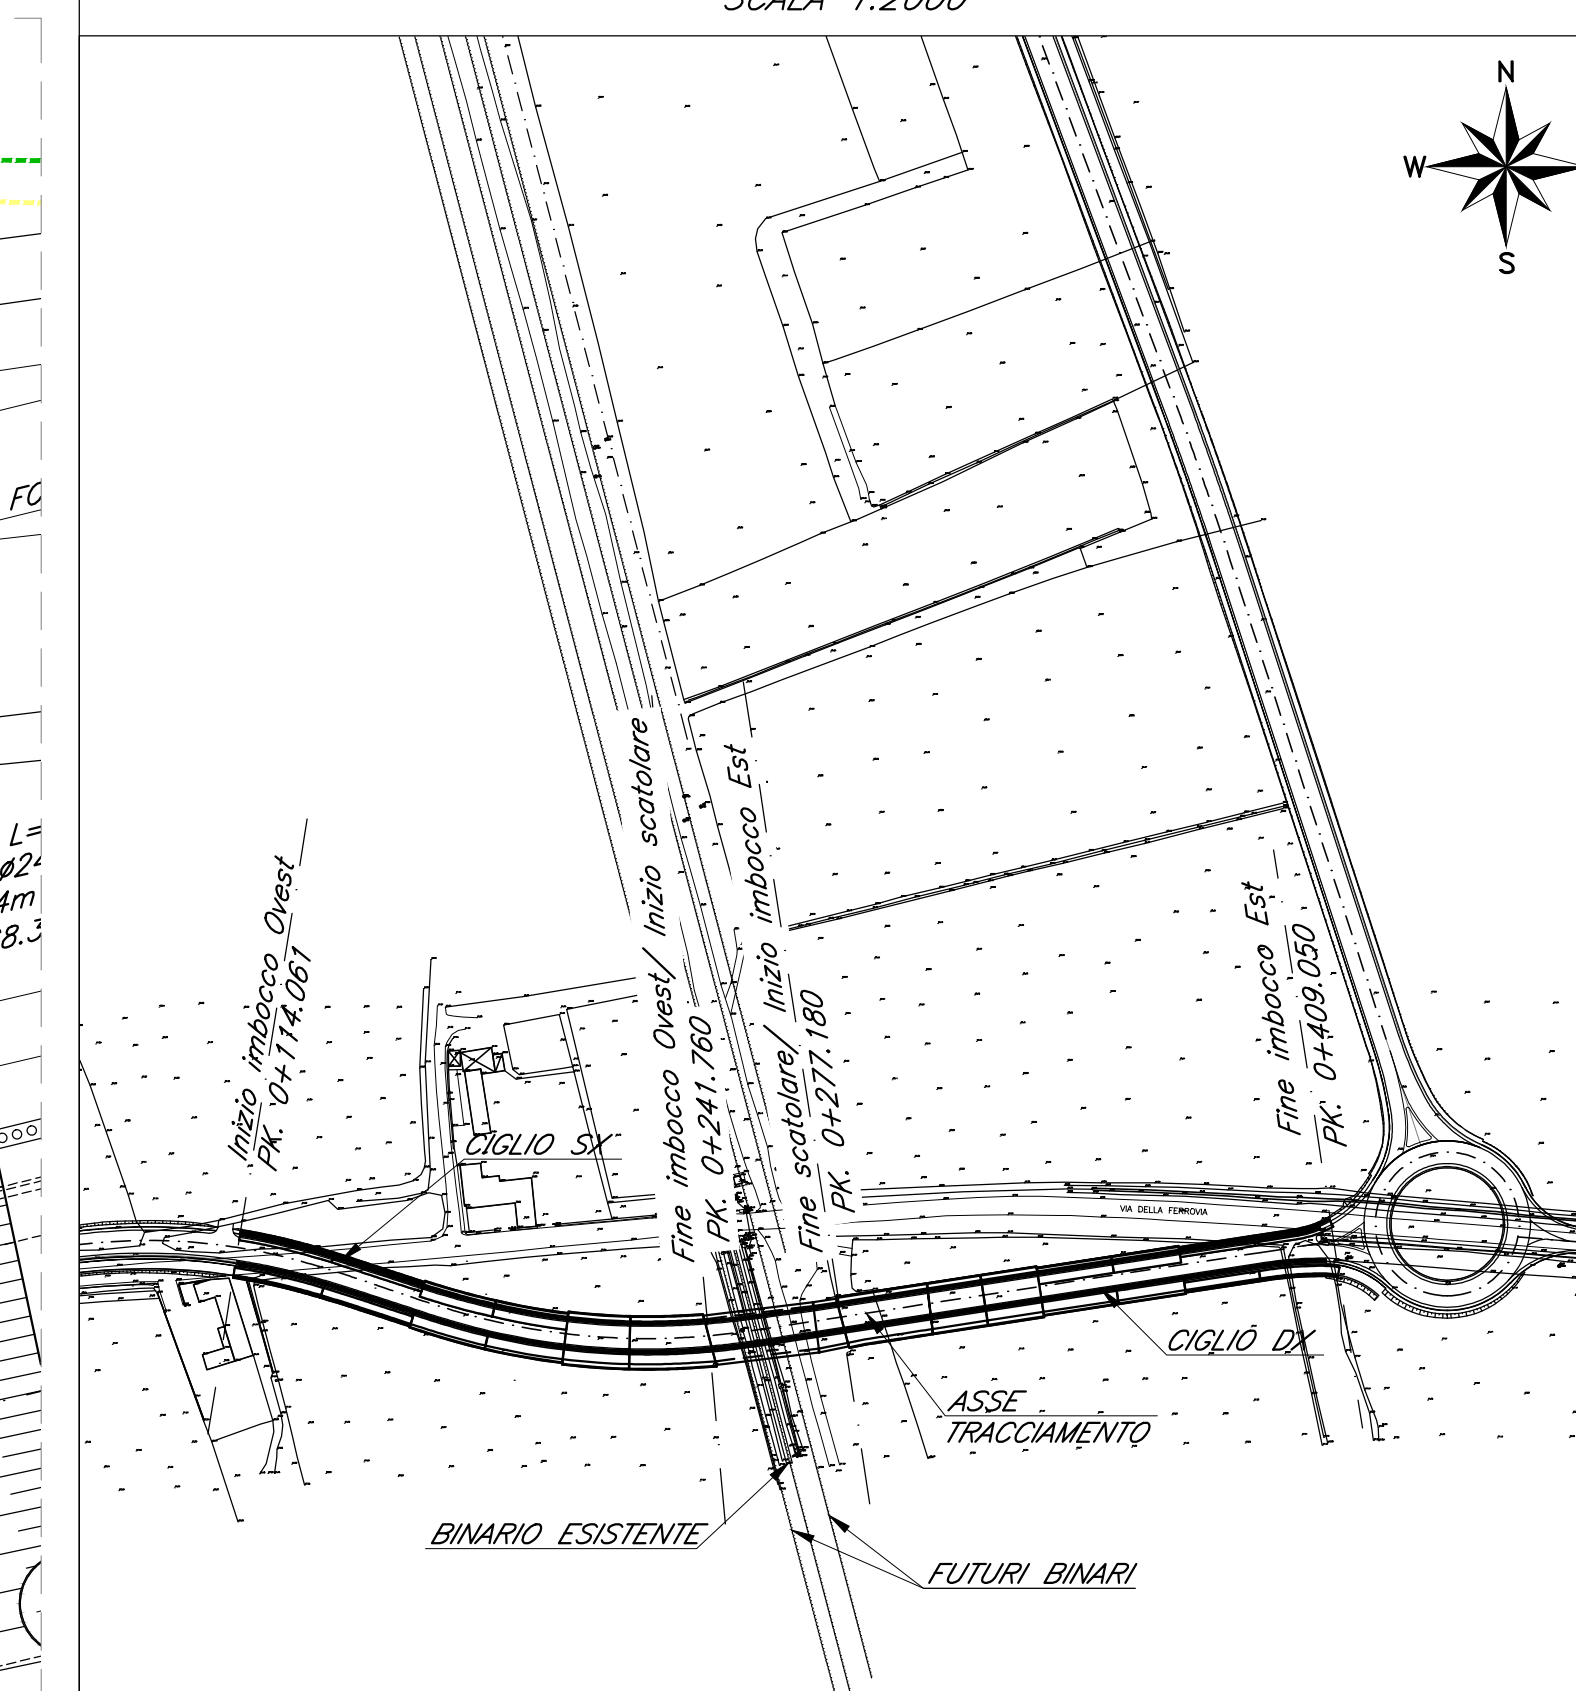 SCALA 1:2000
N
W
S
FO
L=
ø24
4m
8.3
Inizio imbocco Ovest
PK. 0+114.061
CIGLIO SX
Fine imbocco Ovest/ Inizio scatolare
PK. 0+241.760
Fine scatolare/ Inizio imbocco Est
PK. 0+277.180
Fine imbocco Est
PK. 0+409.050
VIA DELLA FERROVIA
CIGLIO DX
ASSE
TRACCIAMENTO
BINARIO ESISTENTE
FUTURI BINARI